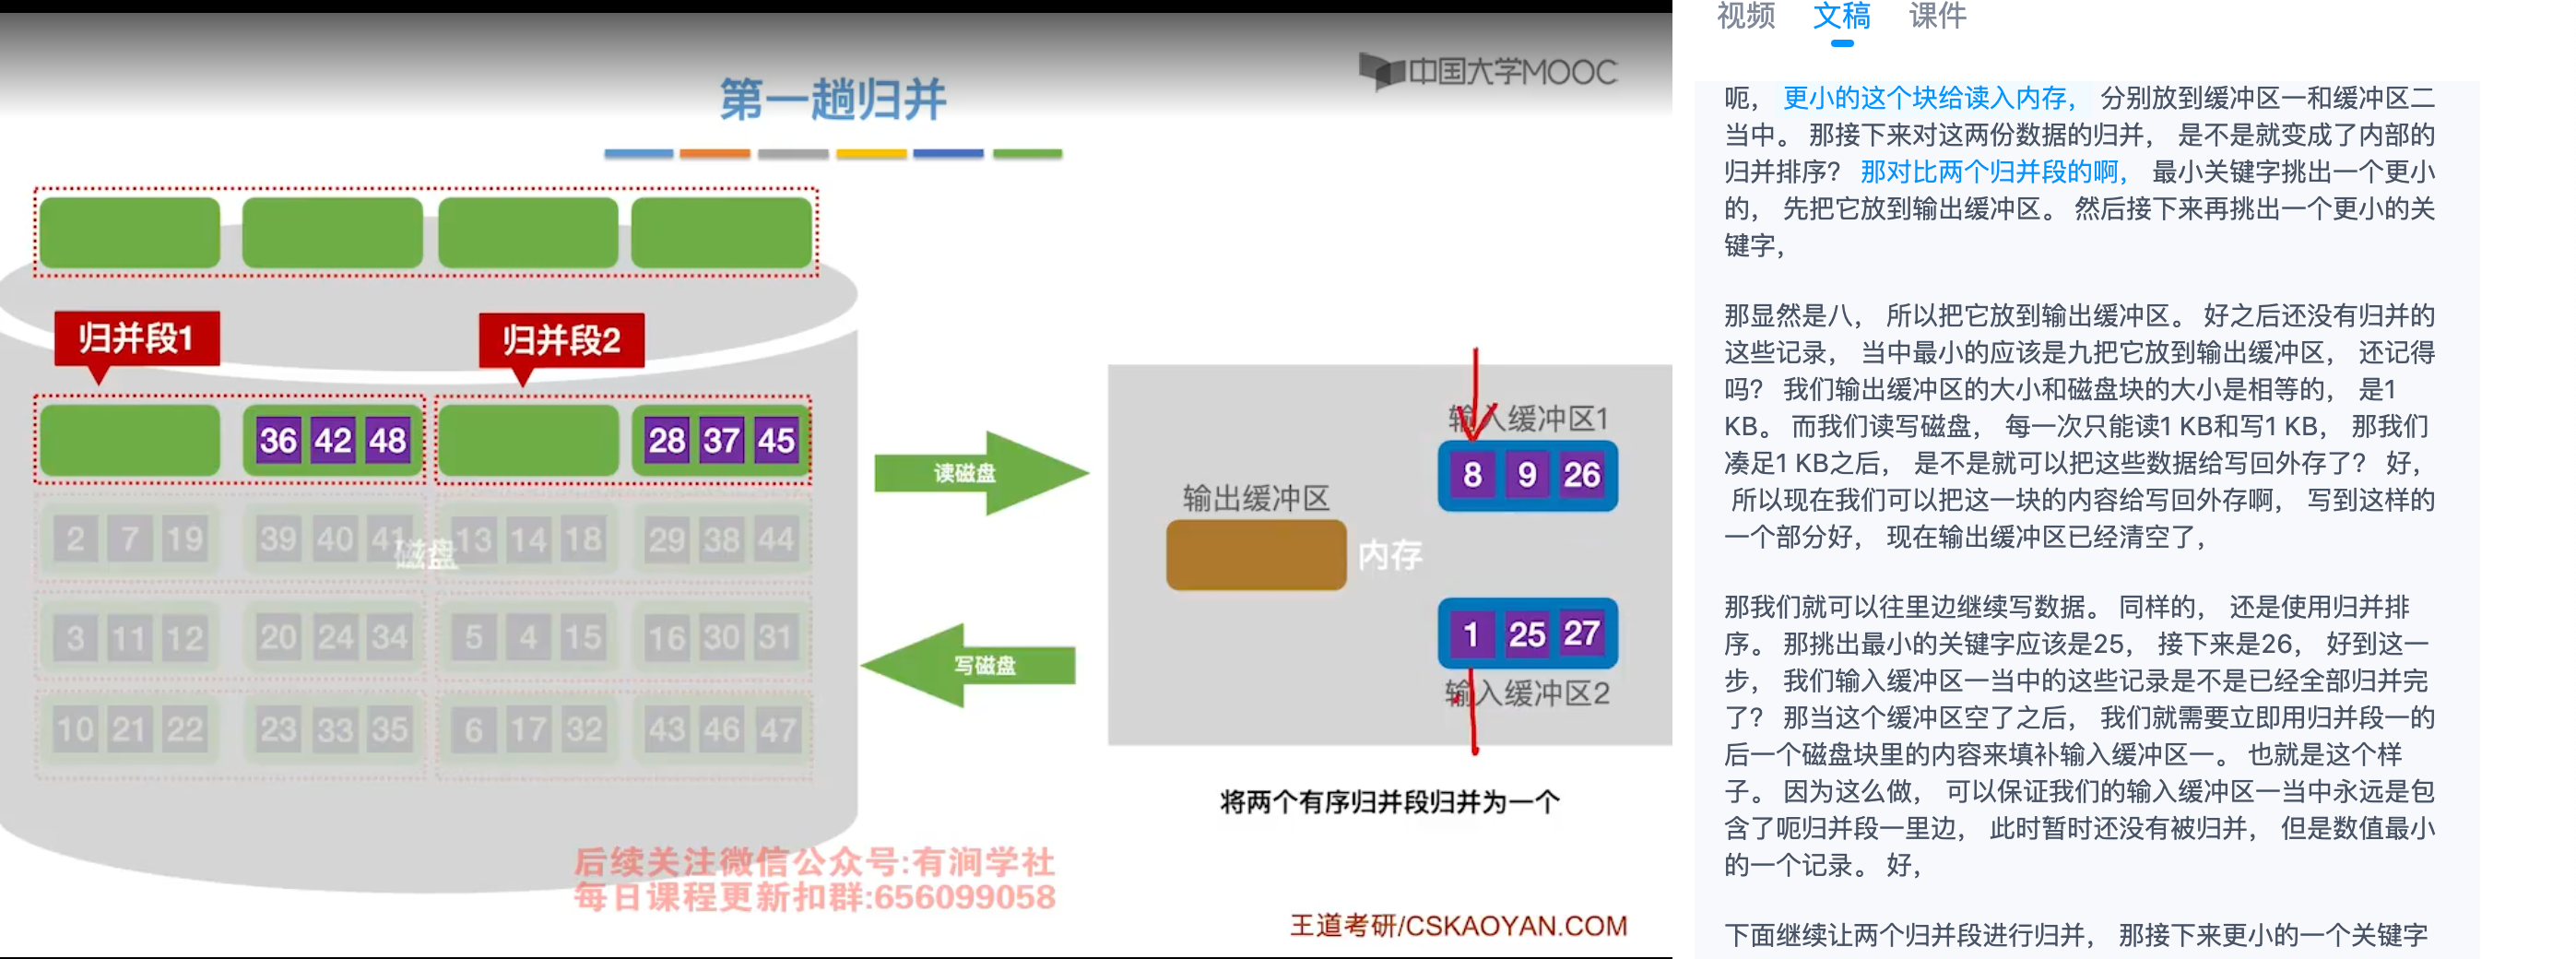 中国大学MOOC
第一趟归并
归并段1
归并段2
36 42 48
28 37 45
2 7 19 39 40 41 13 14 18 29 38 44
磁盘
3 11 12 20 24 34 5 4 15 16 30 31
10 21 22 23 33 35 6 17 32 43 46 47
读磁盘
写磁盘
输入缓冲区1
8 9 26
输出缓冲区
内存
1 25 27
输入缓冲区2
将两个有序归并段归并为一个
后续关注微信公众号:有涧学社
每日课程更新扣群:656099058
王道考研/CSKAOYAN.COM
视频 文稿 课件
呃, 更小的这个块给读入内存, 分别放到缓冲区一和缓冲区二
当中。 那接下来对这两份数据的归并, 是不是就变成了内部的
归并排序? 那对比两个归并段的啊, 最小关键字挑出一个更小
的, 先把它放到输出缓冲区。 然后接下来再挑出一个更小的关
键字,
那显然是八, 所以把它放到输出缓冲区。 好之后还没有归并的
这些记录, 当中最小的应该是九把它放到输出缓冲区, 还记得
吗? 我们输出缓冲区的大小和磁盘块的大小是相等的, 是1
KB。 而我们读写磁盘, 每一次只能读1 KB和写1 KB, 那我们
凑足1 KB之后, 是不是就可以把这些数据给写回外存了? 好,
所以现在我们可以把这一块的内容给写回外存啊, 写到这样的
一个部分好, 现在输出缓冲区已经清空了,
那我们就可以往里边继续写数据。 同样的, 还是使用归并排
序。 那挑出最小的关键字应该是25, 接下来是26, 好到这一
步, 我们输入缓冲区一当中的这些记录是不是已经全部归并完
了? 那当这个缓冲区空了之后, 我们就需要立即用归并段一的
后一个磁盘块里的内容来填补输入缓冲区一。 也就是这个样
子。 因为这么做, 可以保证我们的输入缓冲区一当中永远是包
含了呃归并段一里边, 此时暂时还没有被归并, 但是数值最小
的一个记录。 好,
下面继续让两个归并段进行归并, 那接下来更小的一个关键字